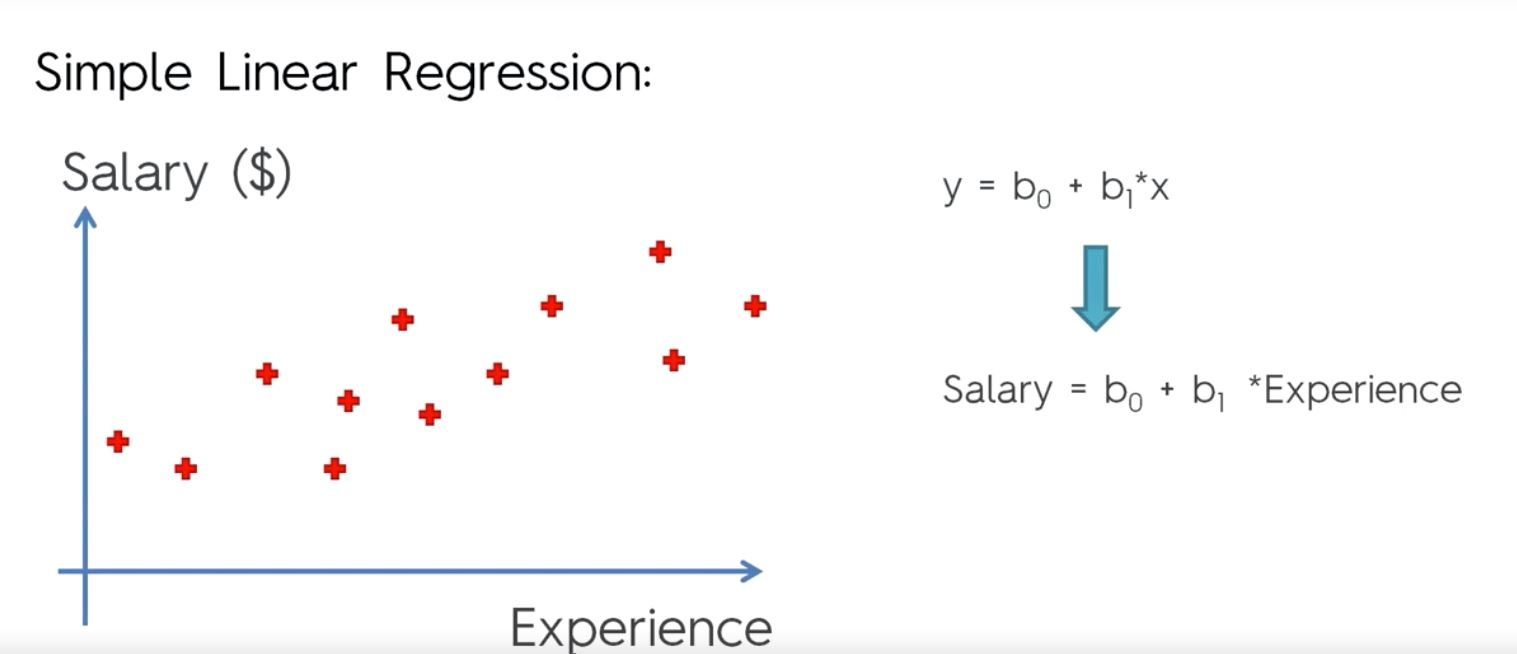 Simple Linear Regression:
Salary ($)
y = b₀ + b₁*x
Salary = b₀ + b₁ *Experience
Experience